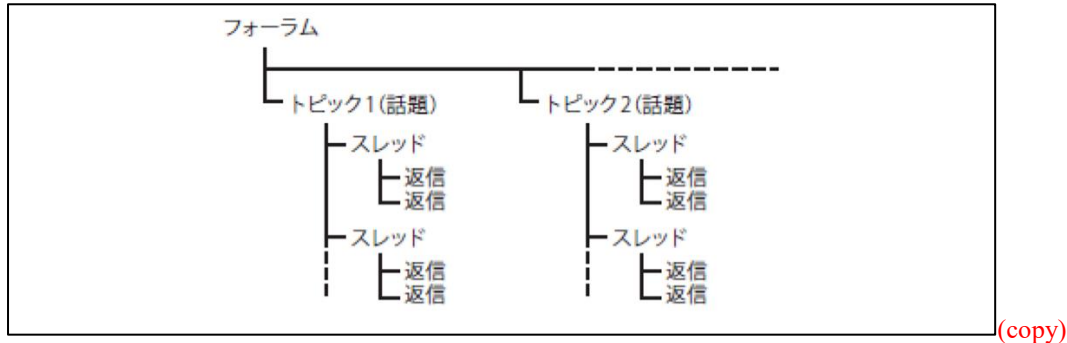 フォーラム
トピック1(話題) トピック2(話題)
スレッド スレッド
返信 返信
返信 返信
スレッド スレッド
返信 返信
返信 返信
(copy)